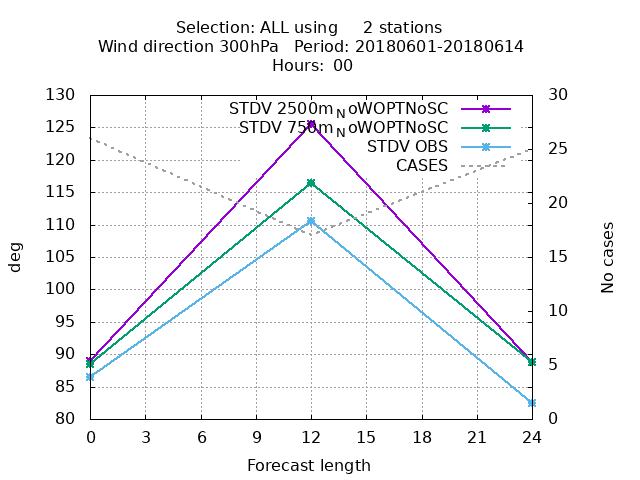 Selection: ALL using     2 stations
Wind direction 300hPa   Period: 20180601-20180614
Hours:  00
130
125
120
115
110
105
100
95
90
85
80
deg
STDV 2500mNoWOPTNoSC
STDV 750mNoWOPTNoSC
STDV OBS
CASES
30
25
20
15
10
5
0
No cases
0 3 6 9 12 15 18 21 24
Forecast length